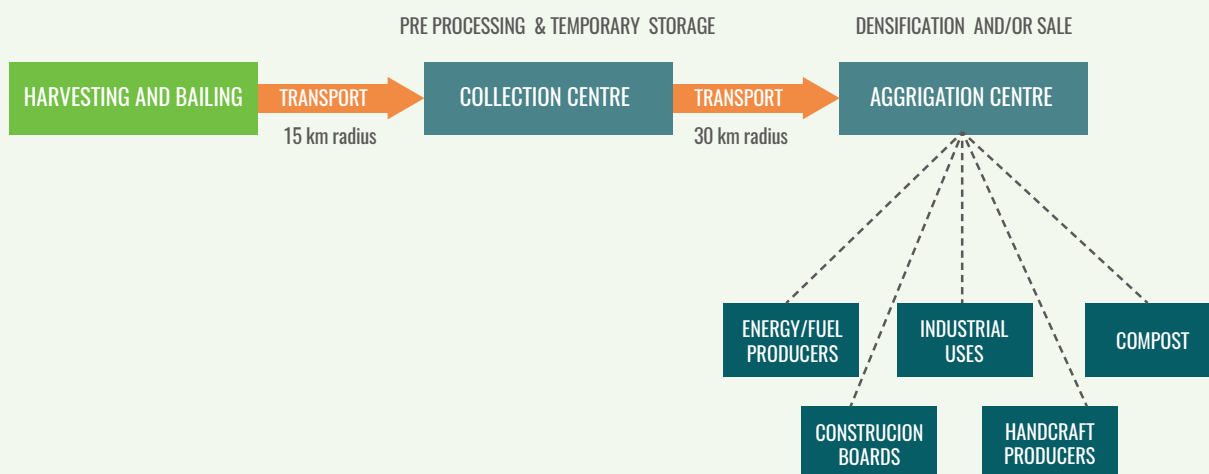 PRE PROCESSING & TEMPORARY STORAGE
DENSIFICATION AND/OR SALE
HARVESTING AND BAILING
TRANSPORT
COLLECTION CENTRE
TRANSPORT
AGGRIGATION CENTRE
15 km radius
30 km radius
ENERGY/FUEL
PRODUCERS
INDUSTRIAL
USES
COMPOST
CONSTRUCION
BOARDS
HANDCRAFT
PRODUCERS